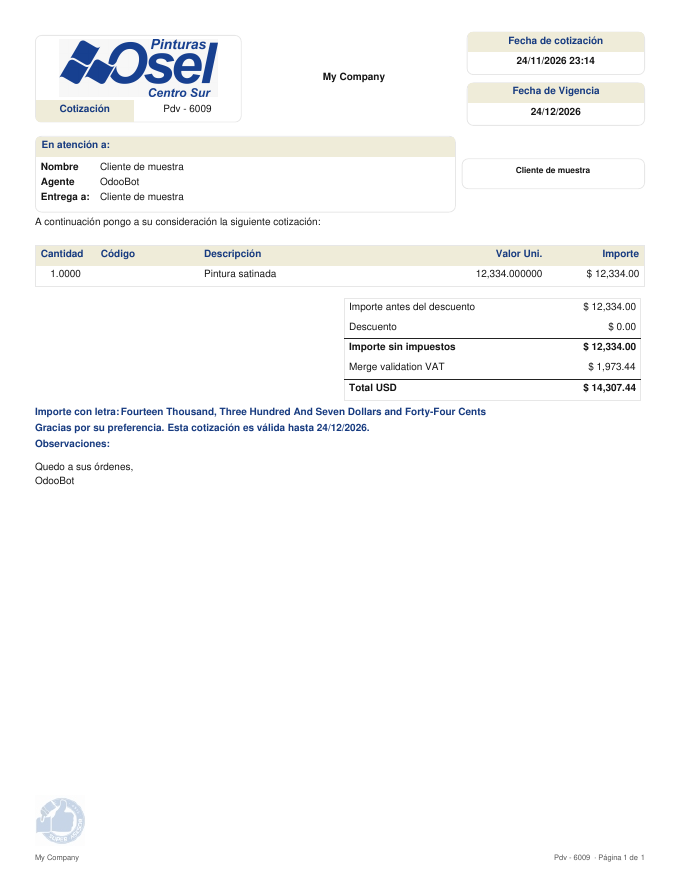 Pinturas
Osel
Centro Sur
Cotización Pdv - 6009
My Company
Fecha de cotización
24/11/2026 23:14
Fecha de Vigencia
24/12/2026
En atención a:
Nombre Cliente de muestra
Agente OdooBot
Entrega a: Cliente de muestra
Cliente de muestra
A continuación pongo a su consideración la siguiente cotización:
Cantidad Código Descripción Valor Uni. Importe
1.0000 Pintura satinada 12,334.000000 $ 12,334.00
Importe antes del descuento $ 12,334.00
Descuento $ 0.00
Importe sin impuestos $ 12,334.00
Merge validation VAT $ 1,973.44
Total USD $ 14,307.44
Importe con letra: Fourteen Thousand, Three Hundred And Seven Dollars and Forty-Four Cents
Gracias por su preferencia. Esta cotización es válida hasta 24/12/2026.
Observaciones:
Quedo a sus órdenes,
OdooBot
My Company Pdv - 6009 · Página 1 de 1